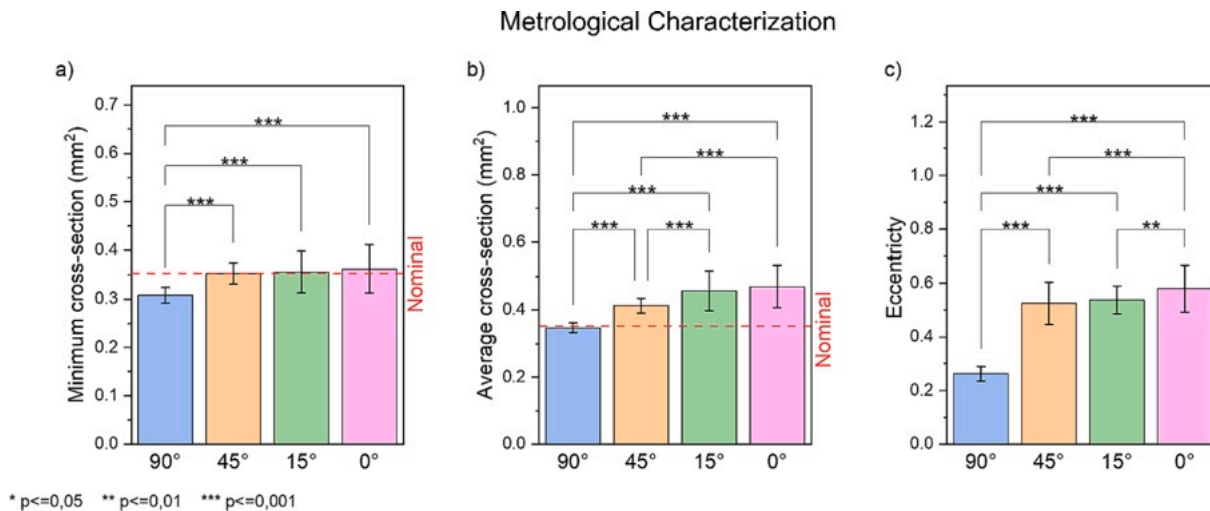 Metrological Characterization
a)
Minimum cross-section (mm²)
0.7
0.6
0.5
0.4
0.3
0.2
0.1
0.0
***
***
***
Nominal
90° 45° 15° 0°
b)
Average cross-section (mm²)
1.0
0.8
0.6
0.4
0.2
0.0
***
***
***
*** ***
Nominal
90° 45° 15° 0°
c)
Eccentricty
1.2
1.0
0.8
0.6
0.4
0.2
0.0
***
***
***
*** **
90° 45° 15° 0°
* p<=0,05 ** p<=0,01 *** p<=0,001